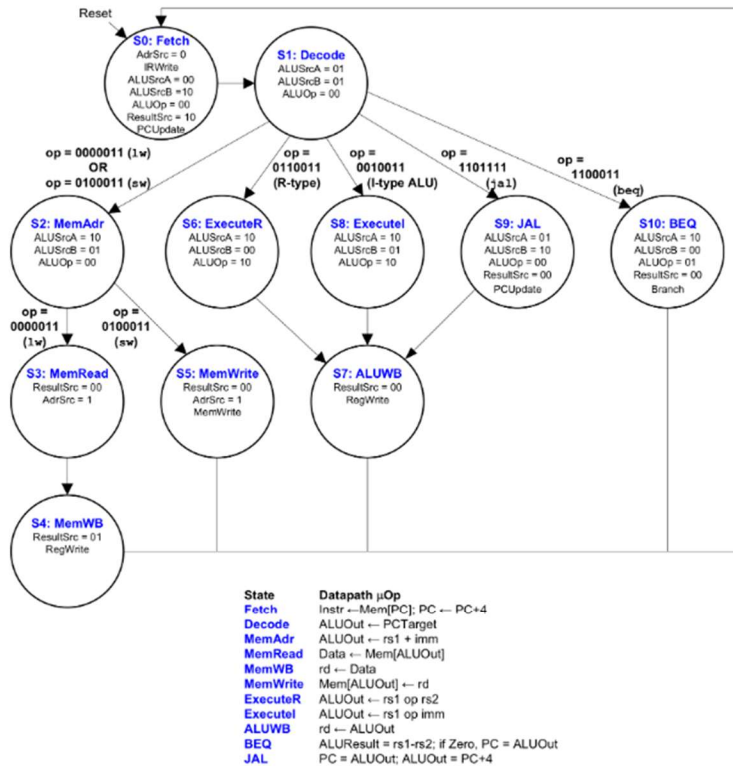 Reset
S0: Fetch
AdrSrc = 0
IRWrite
ALUSrcA = 00
ALUSrcB =10
ALUOp = 00
ResultSrc = 10
PCUpdate
S1: Decode
ALUSrcA = 01
ALUSrcB = 01
ALUOp = 00
op = 0000011 (lw)
OR
op = 0100011 (sw)
op =
0110011
(R-type)
op =
0010011
(I-type ALU)
op =
1101111
(jal)
op =
1100011
(beq)
S2: MemAdr
ALUSrcA = 10
ALUSrcB = 01
ALUOp = 00
S6: ExecuteR
ALUSrcA = 10
ALUSrcB = 00
ALUOp = 10
S8: ExecuteI
ALUSrcA = 10
ALUSrcB = 01
ALUOp = 10
S9: JAL
ALUSrcA = 01
ALUSrcB = 10
ALUOp = 00
ResultSrc = 00
PCUpdate
S10: BEQ
ALUSrcA = 10
ALUSrcB = 00
ALUOp = 01
ResultSrc = 00
Branch
op =
0000011
(lw)
op =
0100011
(sw)
S3: MemRead
ResultSrc = 00
AdrSrc = 1
S5: MemWrite
ResultSrc = 00
AdrSrc = 1
MemWrite
S7: ALUWB
ResultSrc = 00
RegWrite
S4: MemWB
ResultSrc = 01
RegWrite
State Datapath µOp
Fetch Instr ←Mem[PC]; PC ← PC+4
Decode ALUOut ← PCTarget
MemAdr ALUOut ← rs1 + imm
MemRead Data ← Mem[ALUOut]
MemWB rd ← Data
MemWrite Mem[ALUOut] ← rd
ExecuteR ALUOut ← rs1 op rs2
ExecuteI ALUOut ← rs1 op imm
ALUWB rd ← ALUOut
BEQ ALUResult = rs1-rs2; if Zero, PC = ALUOut
JAL PC = ALUOut; ALUOut = PC+4